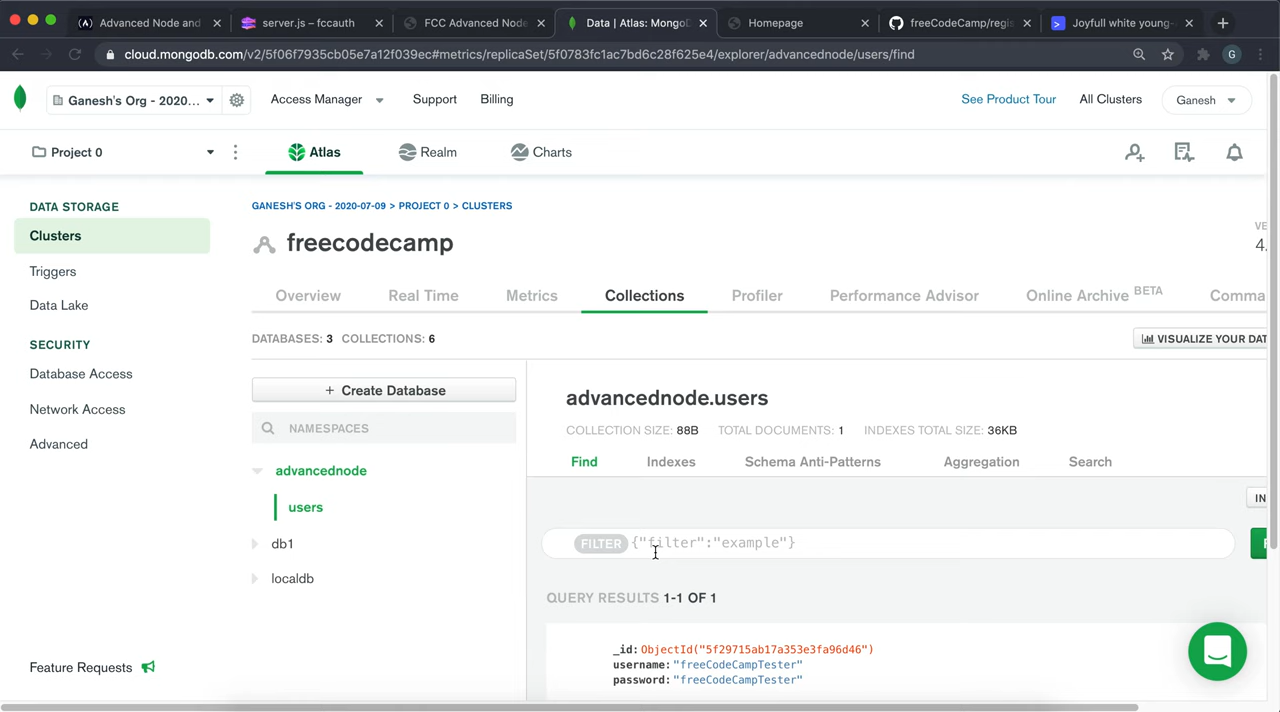 Advanced Node and
server.js – fccauth
FCC Advanced Node
Data | Atlas: MongoD
Homepage
freeCodeCamp/regis
Joyfull white young-
cloud.mongodb.com/v2/5f06f7935cb05e7a12f039ec#metrics/replicaSet/5f0783fc1ac7bd6c28f625e4/explorer/advancednode/users/find
G
Ganesh's Org - 2020...
Access Manager
Support
Billing
See Product Tour
All Clusters
Ganesh
Project 0
Atlas
Realm
Charts
DATA STORAGE
Clusters
Triggers
Data Lake
SECURITY
Database Access
Network Access
Advanced
Feature Requests
GANESH'S ORG - 2020-07-09 > PROJECT 0 > CLUSTERS
freecodecamp
VE
4.
Overview
Real Time
Metrics
Collections
Profiler
Performance Advisor
Online Archive BETA
Comma
DATABASES: 3 COLLECTIONS: 6
VISUALIZE YOUR DAT
+ Create Database
NAMESPACES
advancednode
users
db1
localdb
advancednode.users
COLLECTION SIZE: 88B TOTAL DOCUMENTS: 1 INDEXES TOTAL SIZE: 36KB
Find
Indexes
Schema Anti-Patterns
Aggregation
Search
IN
FILTER {"filter":"example"}
F
QUERY RESULTS 1-1 OF 1
_id: ObjectId("5f29715ab17a353e3fa96d46")
username: "freeCodeCampTester"
password: "freeCodeCampTester"